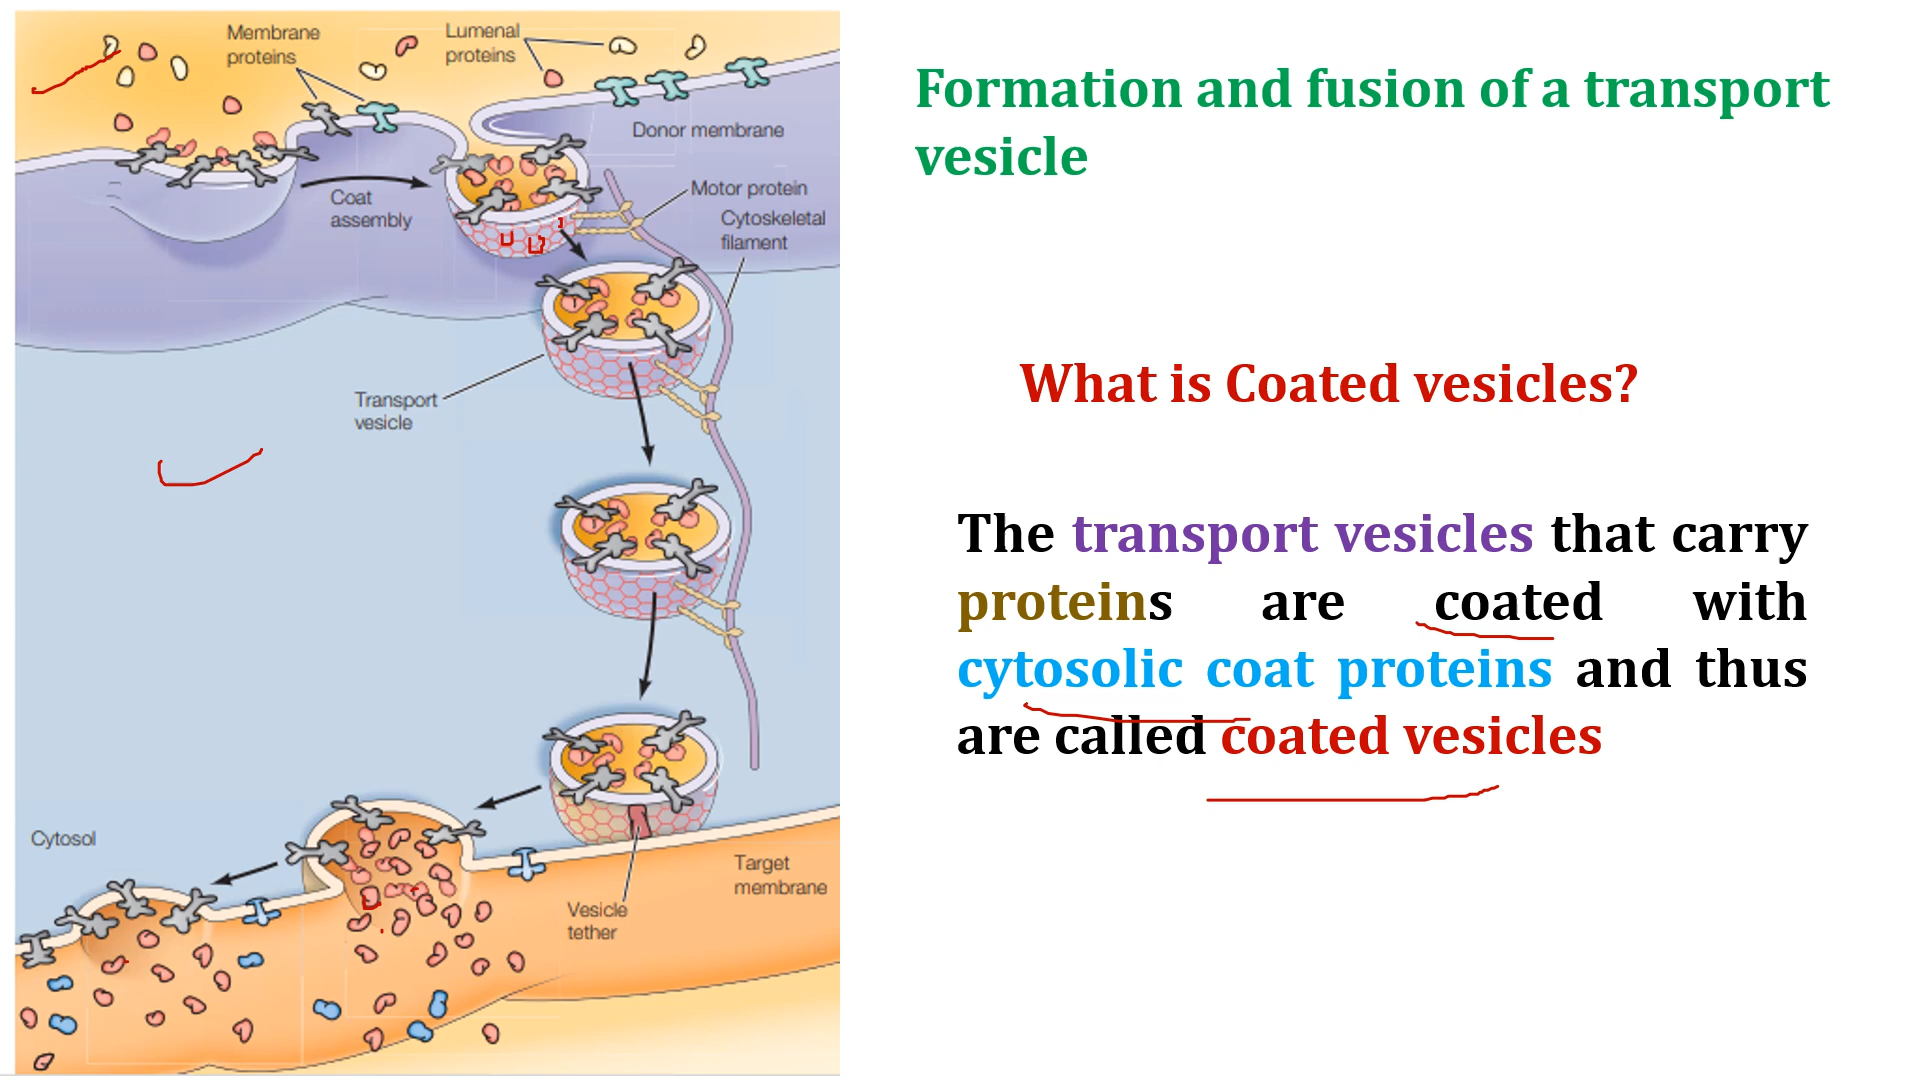 Membrane
proteins
Lumenal
proteins
Donor membrane
Coat
assembly
Motor protein
Cytoskeletal
filament
Transport
vesicle
Cytosol
Target
membrane
Vesicle
tether
Formation and fusion of a transport
vesicle
What is Coated vesicles?
The transport vesicles that carry
proteins are coated with
cytosolic coat proteins and thus
are called coated vesicles